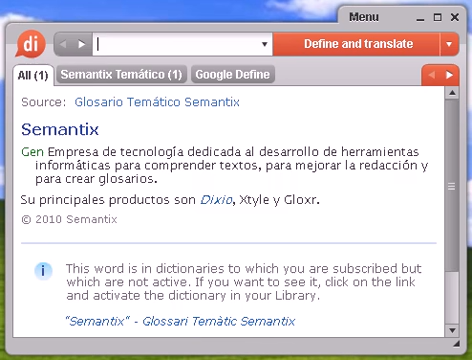 Menu
di
Define and translate
All (1) Semantix Temático (1) Google Define
Source: Glosario Temático Semantix
Semantix
Gen Empresa de tecnología dedicada al desarrollo de herramientas
informáticas para comprender textos, para mejorar la redacción y
para crear glosarios.
Su principales productos son Dixio, Xtyle y Gloxr.
© 2010 Semantix
i
This word is in dictionaries to which you are subscribed but
which are not active. If you want to see it, click on the link
and activate the dictionary in your Library.
"Semantix" - Glossari Temàtic Semantix